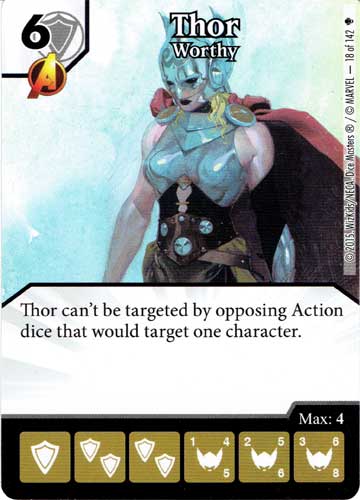 6
Thor
Worthy
©2015 WizKids/NECA. Dice Masters ® / © MARVEL — 18 of 142
Thor can't be targeted by opposing Action
dice that would target one character.
Max: 4
1 4 5
2 5 6
3 6 8